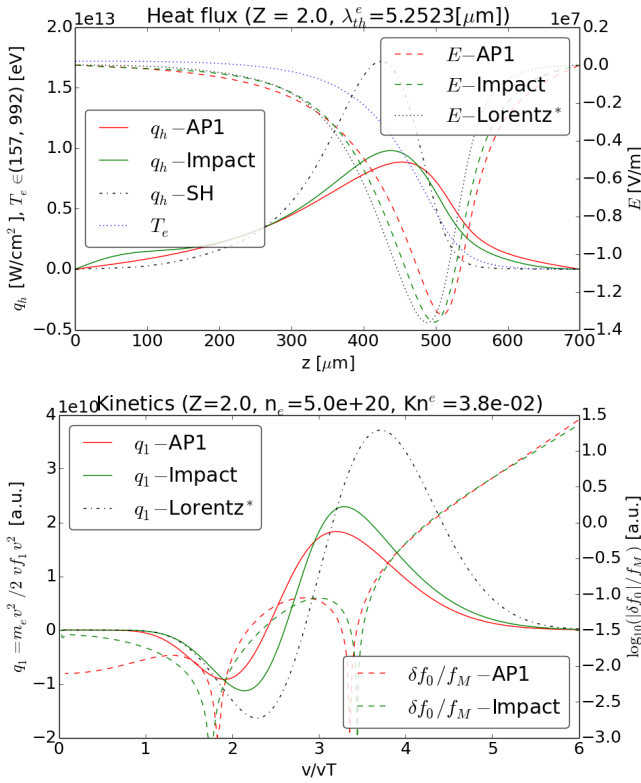 Heat flux (Z = 2.0, λ_th^e=5.2523[μm])
1e13
1e7
2.0
1.5
1.0
0.5
0.0
−0.5
q_h [W/cm²], T_e ∈(157, 992) [eV]
q_h−AP1
q_h−Impact
q_h−SH
T_e
E−AP1
E−Impact
E−Lorentz*
0.2
0.0
−0.2
−0.4
−0.6
−0.8
−1.0
−1.2
−1.4
E [V/m]
0 100 200 300 400 500 600 700
z [μm]
Kinetics (Z=2.0, n_e=5.0e+20, Kn^e =3.8e-02)
1e10
4
3
2
1
0
−1
−2
q_1 =m_e v² /2 vf_1 v² [a.u.]
q_1−AP1
q_1−Impact
q_1−Lorentz*
1.5
1.0
0.5
0.0
−0.5
−1.0
−1.5
−2.0
−2.5
−3.0
log10(|δf_0|/f_M) [a.u.]
δf_0/f_M−AP1
δf_0/f_M−Impact
0 1 2 3 4 5 6
v/vT